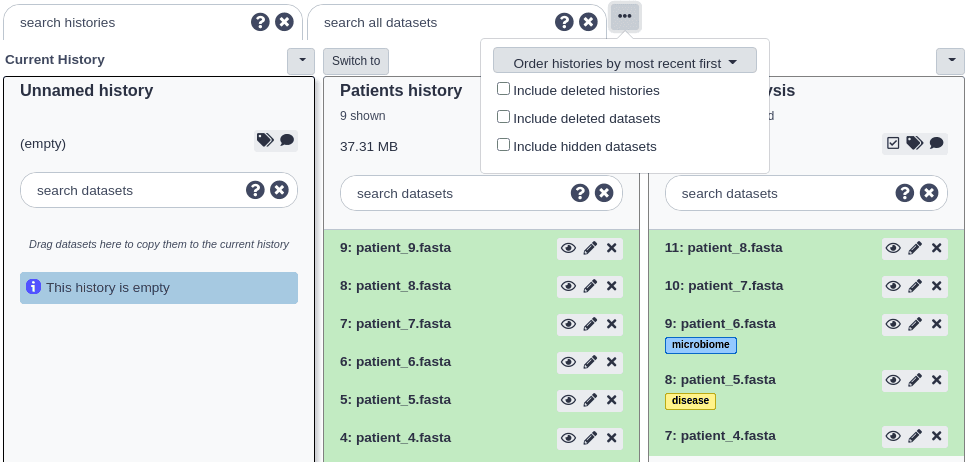 search histories
search all datasets
Order histories by most recent first
Include deleted histories
Include deleted datasets
Include hidden datasets
Current History
Unnamed history
(empty)
search datasets
Drag datasets here to copy them to the current history
This history is empty
Switch to
Patients history
9 shown
37.31 MB
search datasets
9: patient_9.fasta
8: patient_8.fasta
7: patient_7.fasta
6: patient_6.fasta
5: patient_5.fasta
4: patient_4.fasta
search datasets
11: patient_8.fasta
10: patient_7.fasta
9: patient_6.fasta
microbiome
8: patient_5.fasta
disease
7: patient_4.fasta